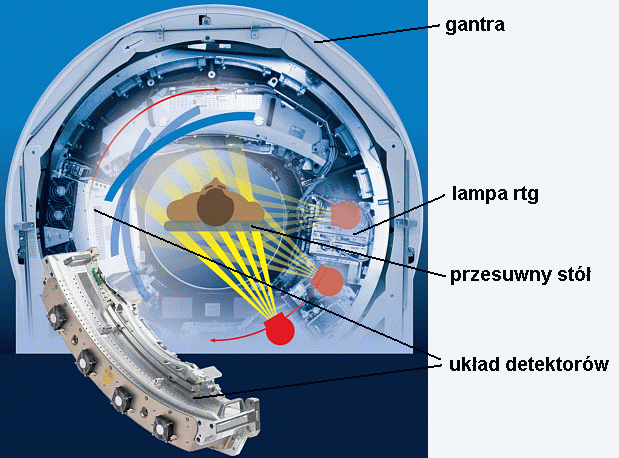 gantra
lampa rtg
przesuwny stół
układ detektorów